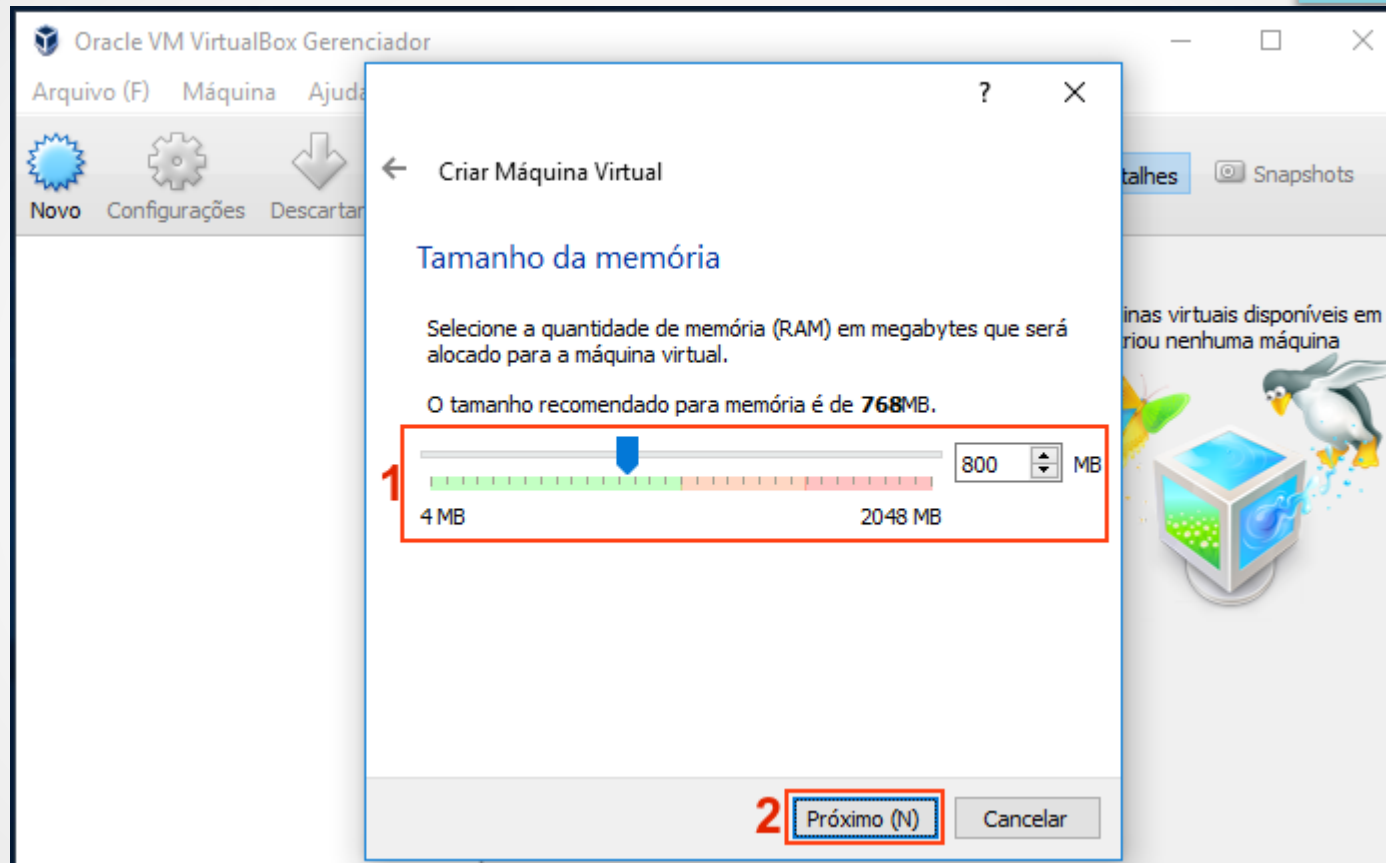 Oracle VM VirtualBox Gerenciador
Arquivo (F) Máquina Ajuda
?
Criar Máquina Virtual
Novo Configurações Descartar
talhes Snapshots
Tamanho da memória
Selecione a quantidade de memória (RAM) em megabytes que será
alocado para a máquina virtual.
inas virtuais disponíveis em
riou nenhuma máquina
O tamanho recomendado para memória é de 768MB.
1
800 MB
4 MB 2048 MB
2 Próximo (N) Cancelar